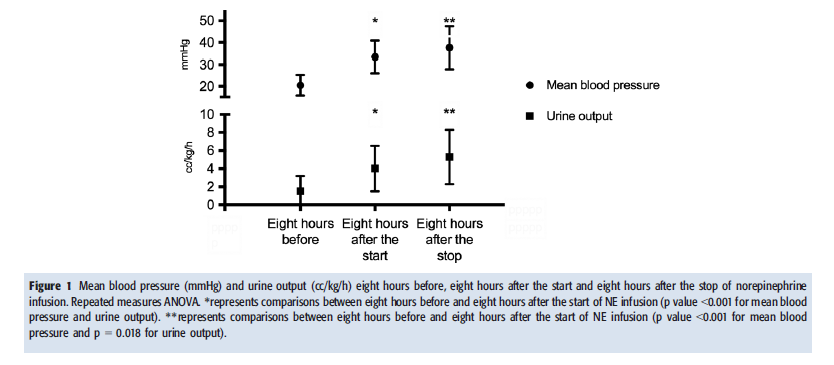 50
*
**
40
mmHg
30
20
Mean blood pressure
10
*
**
Urine output
8
cc/kg/h
6
4
2
0
Eight hours before
Eight hours after the start
Eight hours after the stop
Figure 1 Mean blood pressure (mmHg) and urine output (cc/kg/h) eight hours before, eight hours after the start and eight hours after the stop of norepinephrine
infusion. Repeated measures ANOVA. *represents comparisons between eight hours before and eight hours after the start of NE infusion (p value <0.001 for mean blood
pressure and urine output). **represents comparisons between eight hours before and eight hours after the start of NE infusion (p value <0.001 for mean blood
pressure and p = 0.018 for urine output).